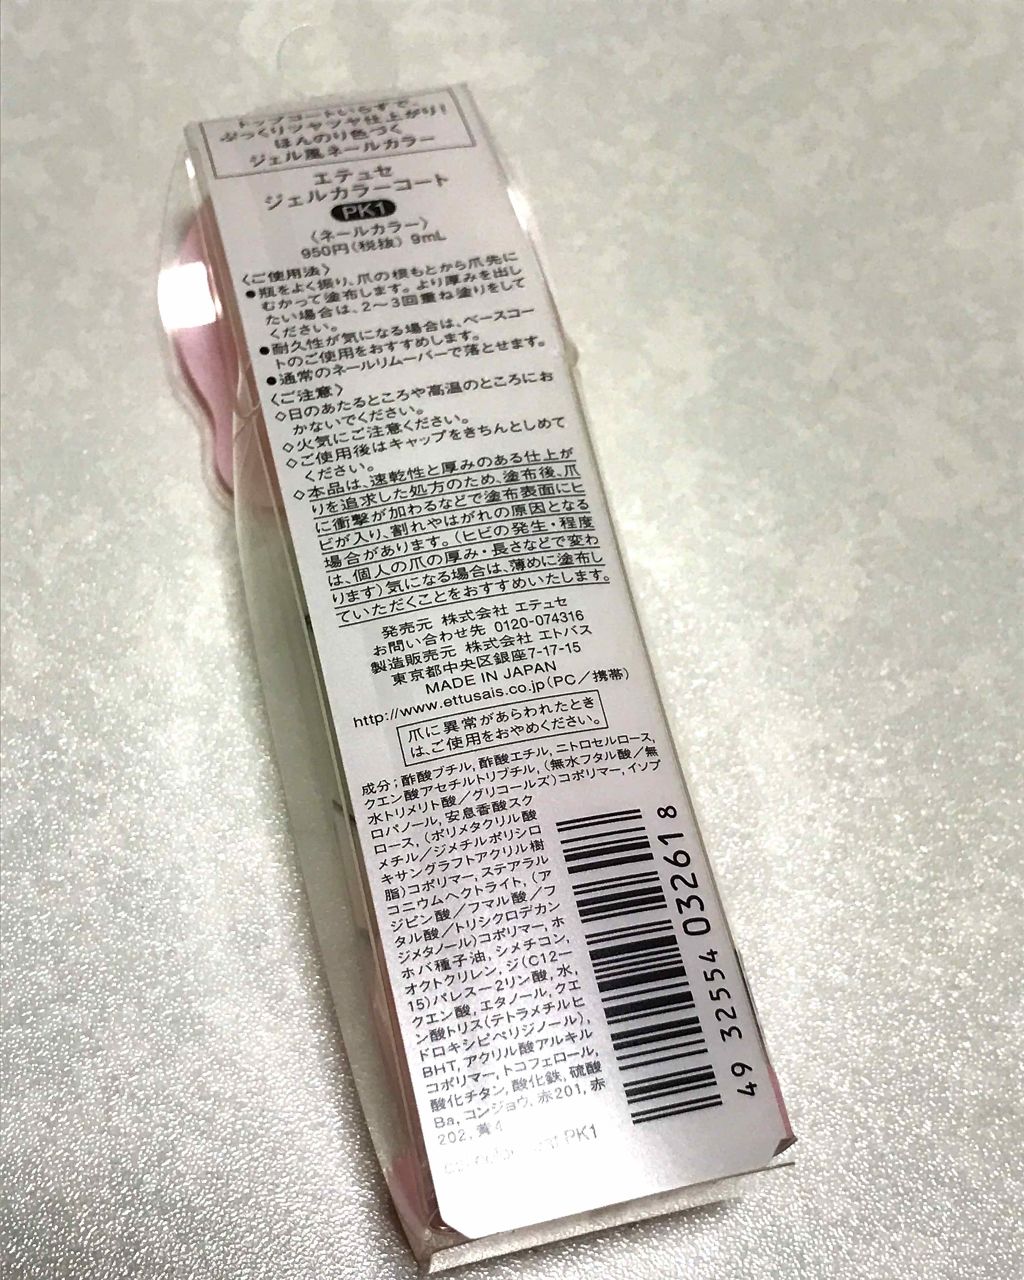 トップコートいらずで、
ぷっくりツヤツヤ仕上がり!
ほんのり色づく
ジェル風ネールカラー
エテュセ
ジェルカラーコート
PK1
〈ネールカラー〉
950円(税抜) 9mL
〈ご使用法〉
●瓶をよく振り、爪の根もとから爪先に
むかって塗布します。より厚みを出し
たい場合は、2〜3回重ね塗りをして
ください。
●耐久性が気になる場合は、ベースコー
トのご使用をおすすめします。
●通常のネールリムーバーで落とせます。
〈ご注意〉
◇日のあたるところや高温のところにお
かないでください。
◇火気にご注意ください。
◇ご使用後はキャップをきちんとしめて
ください。
◇本品は、速乾性と厚みのある仕上が
りを追求した処方のため、塗布後、爪
に衝撃が加わるなどで塗布表面にヒ
ビが入り、割れやはがれの原因となる
場合があります。(ヒビの発生・程度
は、個人の爪の厚み・長さなどで変わ
ります)気になる場合は、薄めに塗布し
ていただくことをおすすめいたします。
発売元 株式会社 エテュセ
お問い合わせ先 0120-074316
製造販売元 株式会社 エトバス
東京都中央区銀座7-17-15
MADE IN JAPAN
http://www.ettusais.co.jp(PC/携帯)
爪に異常があらわれたとき
は、ご使用をおやめください。
成分;酢酸ブチル, 酢酸エチル, ニトロセルロース,
クエン酸アセチルトリブチル, (無水フタル酸/無
水トリメリト酸/グリコールズ)コポリマー, イソプ
ロパノール, 安息香酸スク
ロース, (ポリメタクリル酸
メチル/ジメチルポリシロ
キサングラフトアクリル樹
脂)コポリマー, ステアラル
コニウムヘクトライト, (ア
ジピン酸/フマル酸/フ
タル酸/トリシクロデカン
ジメタノール)コポリマー, ホ
ホバ種子油, シメチコン,
オクトクリレン, ジ(C12ー
15)パレスー2リン酸, 水,
クエン酸, エタノール, クエ
ン酸トリス(テトラメチルヒ
ドロキシピペリジノール),
BHT, アクリル酸アルキル
コポリマー, トコフェロール,
酸化チタン, 酸化鉄, 硫酸
Ba, コンジョウ, 赤201, 赤
202, 黄4
PK1
49 32554 03261 8